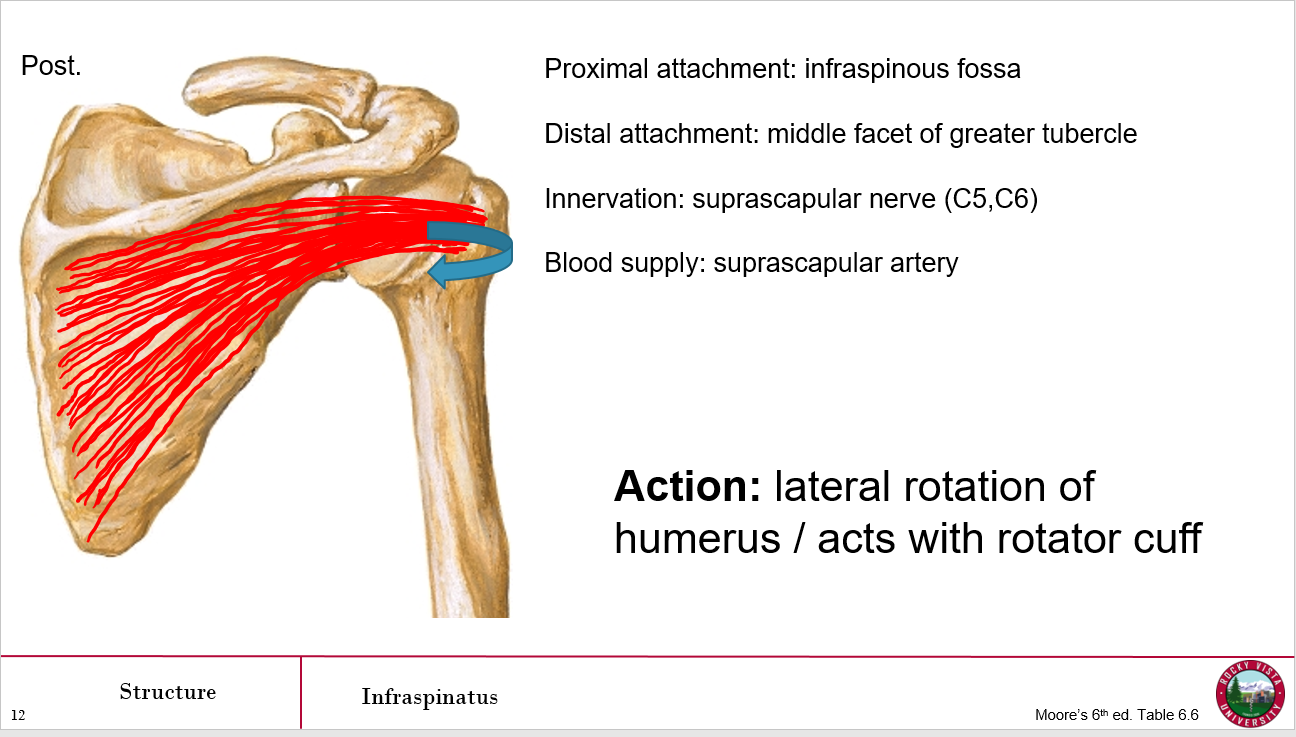 Post.
Proximal attachment: infraspinous fossa
Distal attachment: middle facet of greater tubercle
Innervation: suprascapular nerve (C5,C6)
Blood supply: suprascapular artery
Action: lateral rotation of
humerus / acts with rotator cuff
Structure
Infraspinatus
12
Moore's 6th ed. Table 6.6
ROCKY VISTA
UNIVERSITY